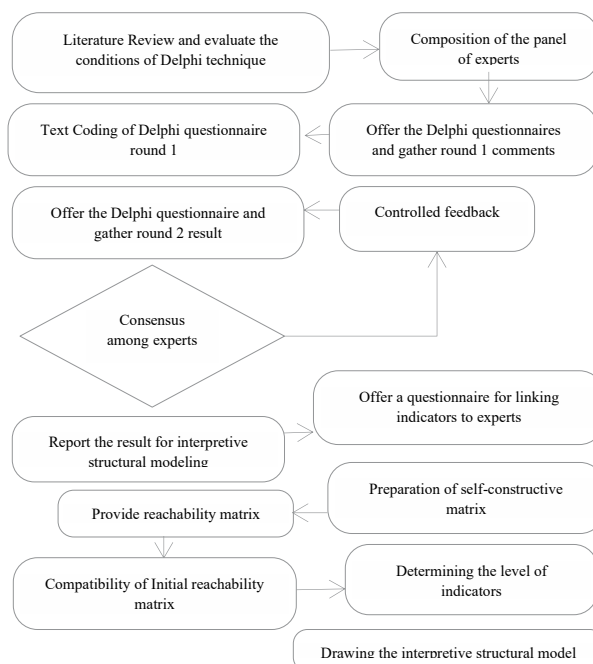 Literature Review and evaluate the
conditions of Delphi technique
Composition of the panel
of experts
Text Coding of Delphi questionnaire
round 1
Offer the Delphi questionnaires
and gather round 1 comments
Offer the Delphi questionnaire and
gather round 2 result
Controlled feedback
Consensus
among experts
Offer a questionnaire for linking
indicators to experts
Report the result for interpretive
structural modeling
Preparation of self-constructive
matrix
Provide reachability matrix
Compatibility of Initial reachability
matrix
Determining the level of
indicators
Drawing the interpretive structural model